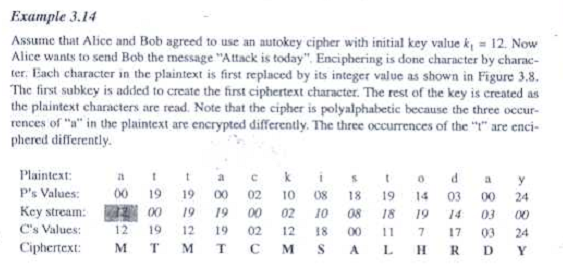 Example 3.14
Assume that Alice and Bob agreed to use an autokey cipher with initial key value k₁ = 12. Now
Alice wants to send Bob the message "Attack is today". Enciphering is done character by charac-
ter. Each character in the plaintext is first replaced by its integer value as shown in Figure 3.8.
The first subkey is added to create the first ciphertext character. The rest of the key is created as
the plaintext characters are read. Note that the cipher is polyalphabetic because the three occur-
rences of "a" in the plaintext are encrypted differently. The three occurrences of the "t" are enci-
phered differently.
Plaintext: a t t a c k i s t o d a y
P's Values: 00 19 19 00 02 10 08 18 19 14 03 00 24
Key stream: 12 00 19 19 00 02 10 08 18 19 14 03 00
C's Values: 12 19 12 19 02 12 18 00 11 7 17 03 24
Ciphertext: M T M T C M S A L H R D Y